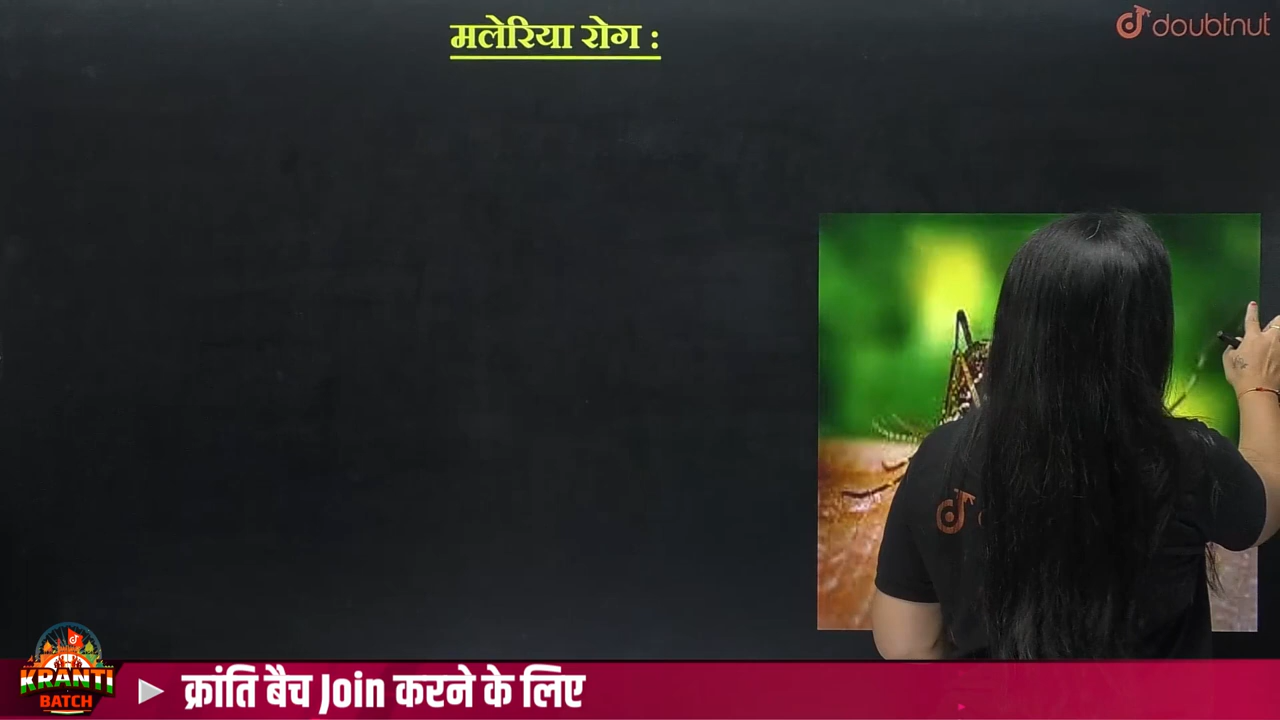 मलेरिया रोग :
doubtnut
KRANTI
BATCH
क्रांति बैच Join करने के लिए